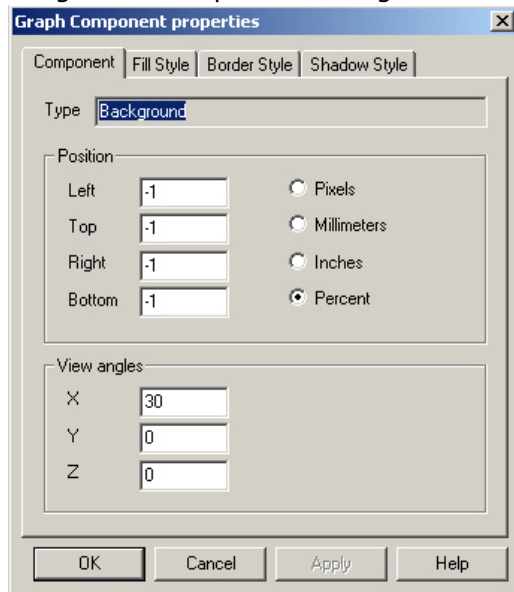 Graph Component properties
Component Fill Style Border Style Shadow Style
Type Background
Position
Left -1 Pixels
Top -1 Millimeters
Right -1 Inches
Bottom -1 Percent
View angles
X 30
Y 0
Z 0
OK Cancel Apply Help